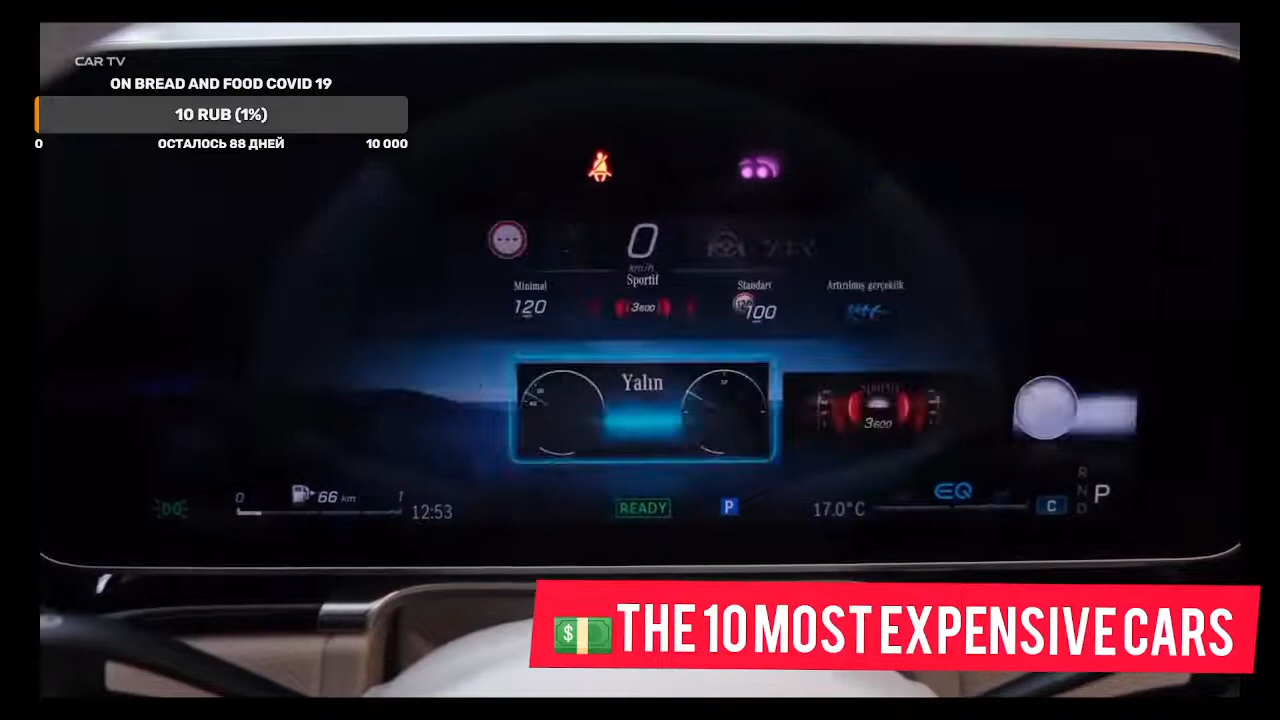 CAR TV
ON BREAD AND FOOD COVID 19
10 RUB (1%)
0 ОСТАЛОСЬ 88 ДНЕЙ 10 000
0
km/h
Minimal Sportif Standart Artırılmış gerçeklik
120 3600 120 100
Yalın
3600
0 66 km 1
12:53 READY P 17.0°C EQ C
R
N
D
P
THE 10 MOST EXPENSIVE CARS